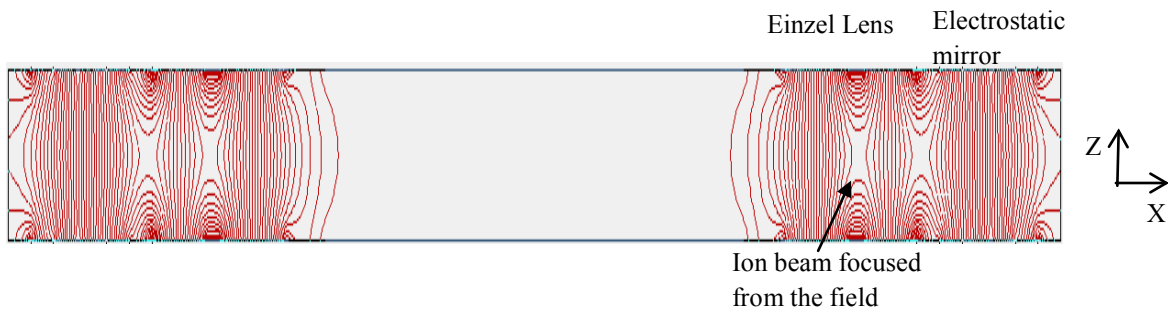 Einzel Lens
Electrostatic
mirror
Z
X
Ion beam focused
from the field